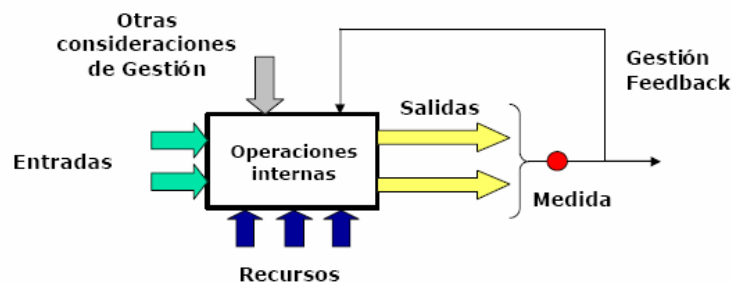 Otras
consideraciones
de Gestión
Gestión
Feedback
Salidas
Entradas
Operaciones
internas
Medida
Recursos